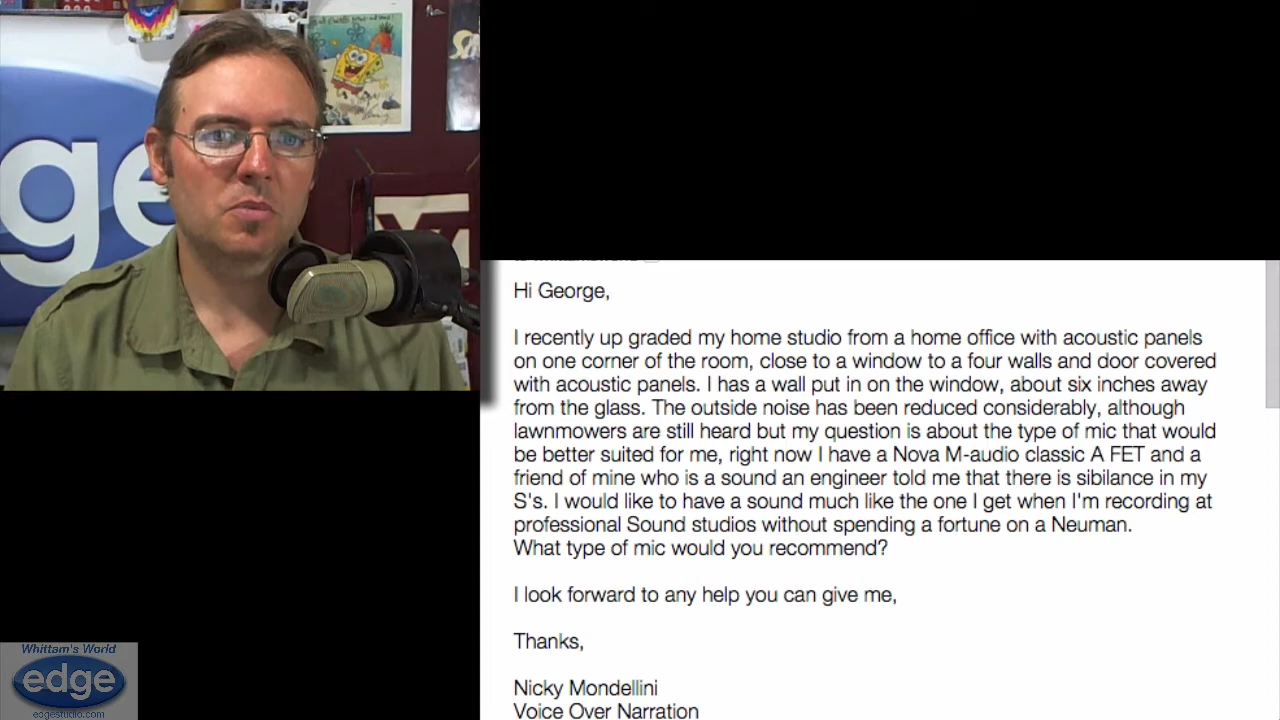 ge
Hi George,
I recently up graded my home studio from a home office with acoustic panels
on one corner of the room, close to a window to a four walls and door covered
with acoustic panels. I has a wall put in on the window, about six inches away
from the glass. The outside noise has been reduced considerably, although
lawnmowers are still heard but my question is about the type of mic that would
be better suited for me, right now I have a Nova M-audio classic A FET and a
friend of mine who is a sound an engineer told me that there is sibilance in my
S's. I would like to have a sound much like the one I get when I'm recording at
professional Sound studios without spending a fortune on a Neuman.
What type of mic would you recommend?
I look forward to any help you can give me,
Thanks,
Nicky Mondellini
Voice Over Narration
Whittam's World
edge
edgestudio.com